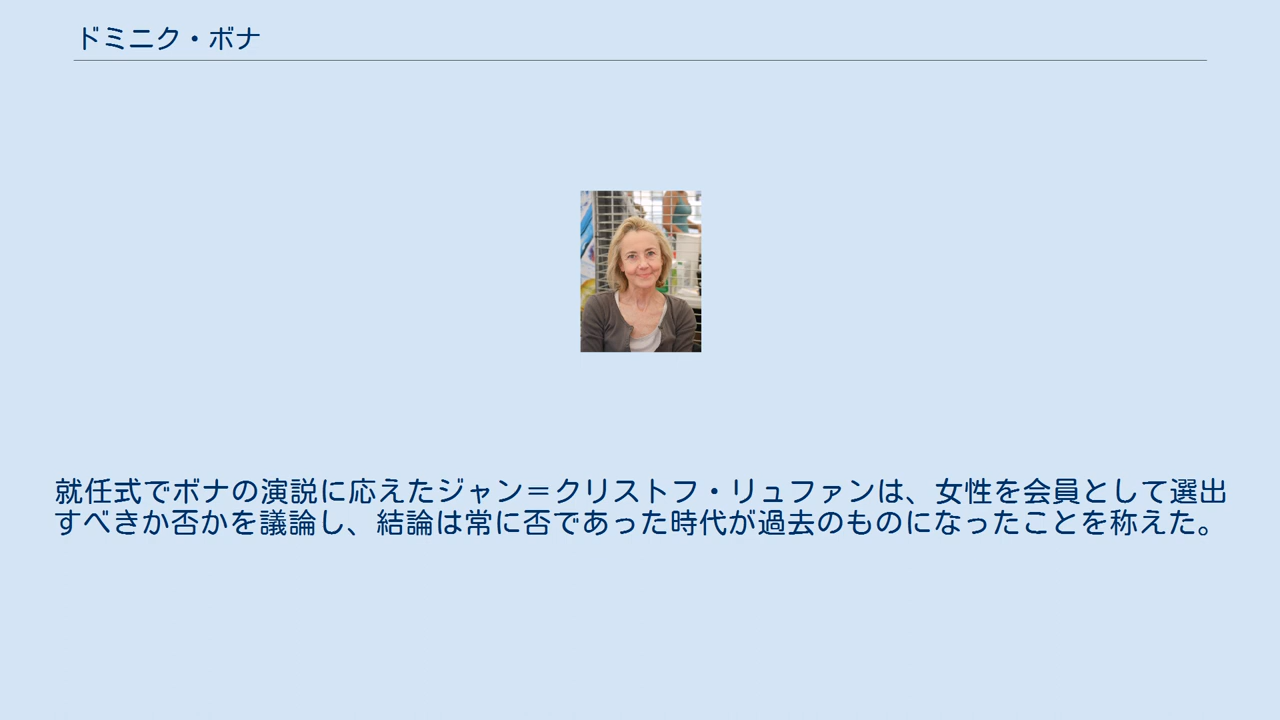 ドミニク・ボナ
就任式でボナの演説に応えたジャン＝クリストフ・リュファンは、女性を会員として選出
すべきか否かを議論し、結論は常に否であった時代が過去のものになったことを称えた。